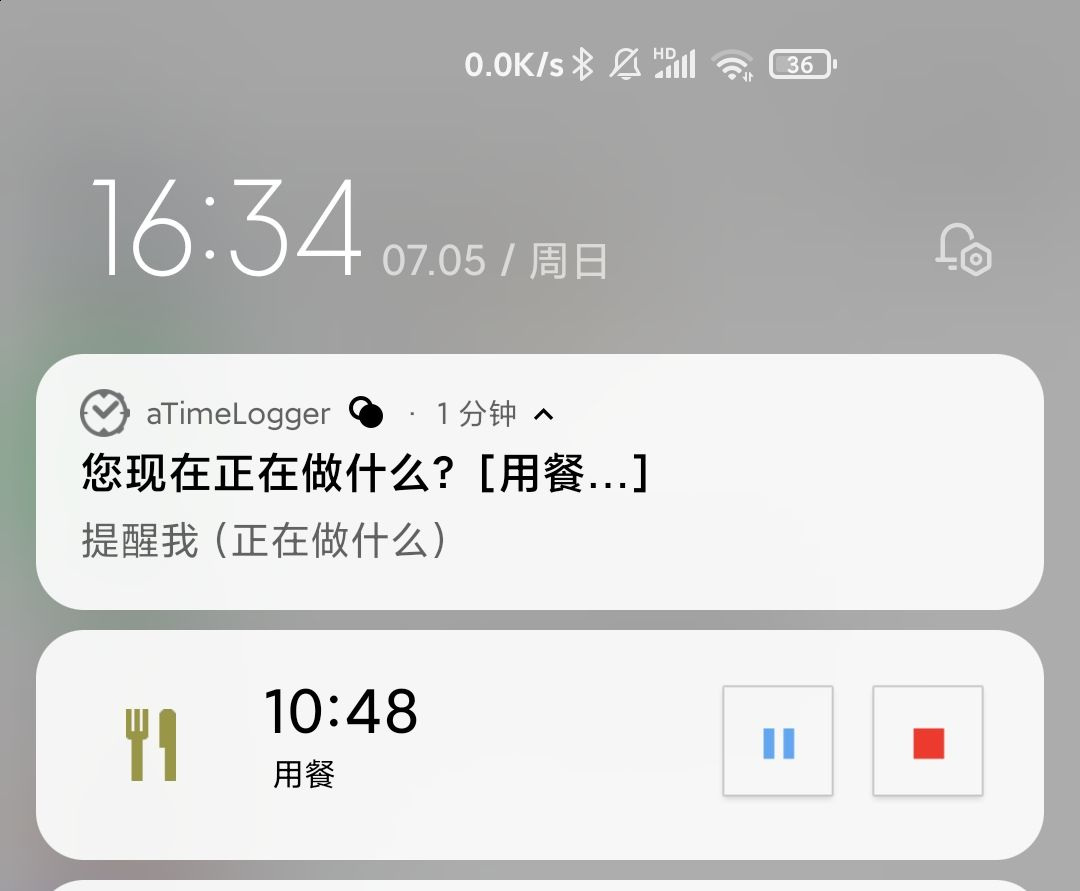 0.0K/s HD 36
16:34 07.05 / 周日
aTimeLogger · 1 分钟
您现在正在做什么? [用餐...]
提醒我 (正在做什么)
10:48
用餐